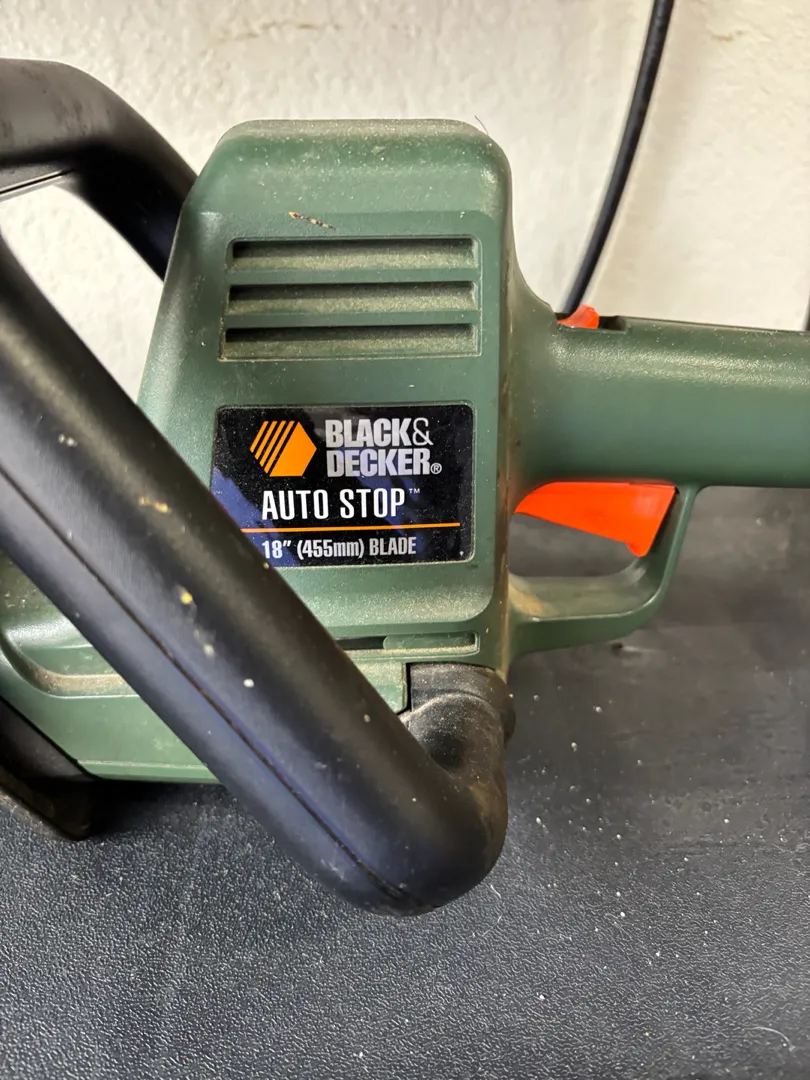 BLACK&
DECKER®
AUTO STOP™
18" (455mm) BLADE